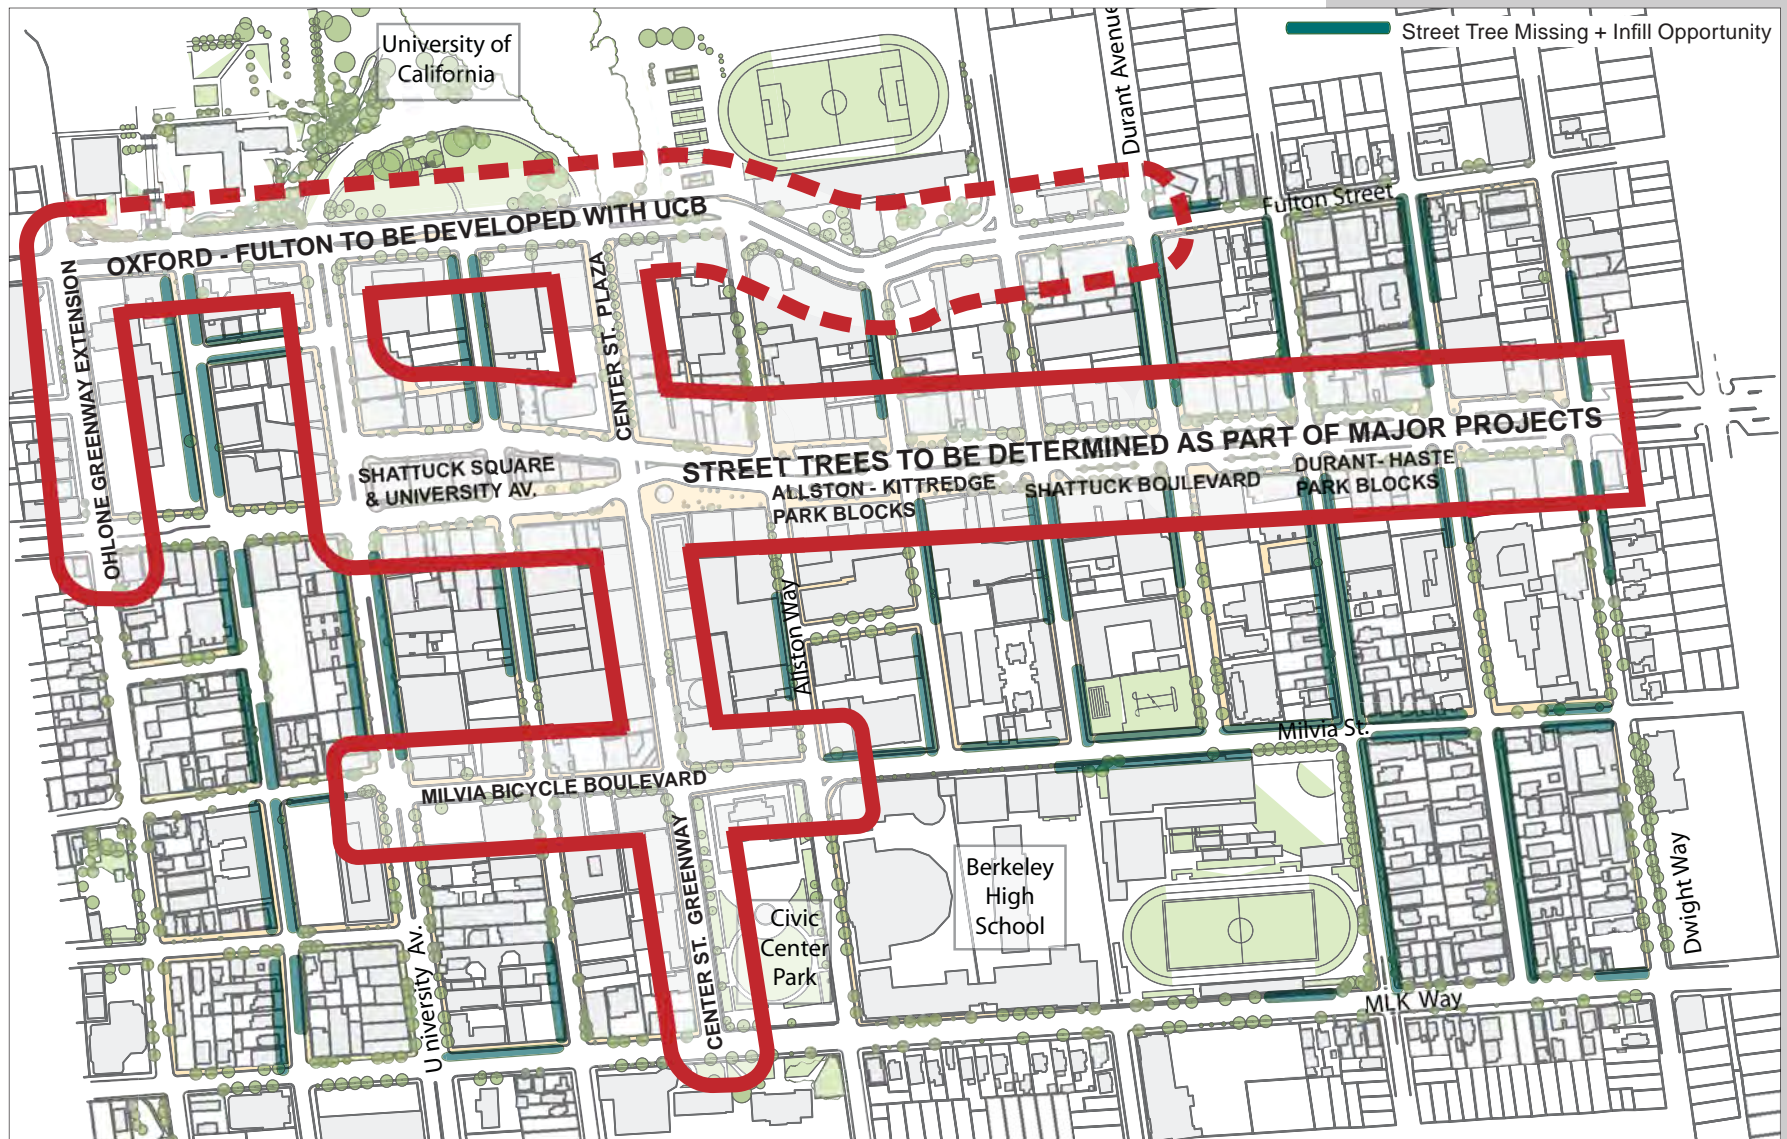 Street Tree Missing + Infill Opportunity
University of
California
Durant Avenue
Fulton Street
OXFORD - FULTON TO BE DEVELOPED WITH UCB
OHLONE GREENWAY EXTENSION
CENTER ST. PLAZA
STREET TREES TO BE DETERMINED AS PART OF MAJOR PROJECTS
SHATTUCK SQUARE
& UNIVERSITY AV.
ALLSTON - KITTREDGE
PARK BLOCKS
SHATTUCK BOULEVARD
DURANT- HASTE
PARK BLOCKS
Allston Way
Milvia St.
MILVIA BICYCLE BOULEVARD
CENTER ST. GREENWAY
Civic
Center
Park
Berkeley
High
School
University Av.
MLK Way
Dwight Way